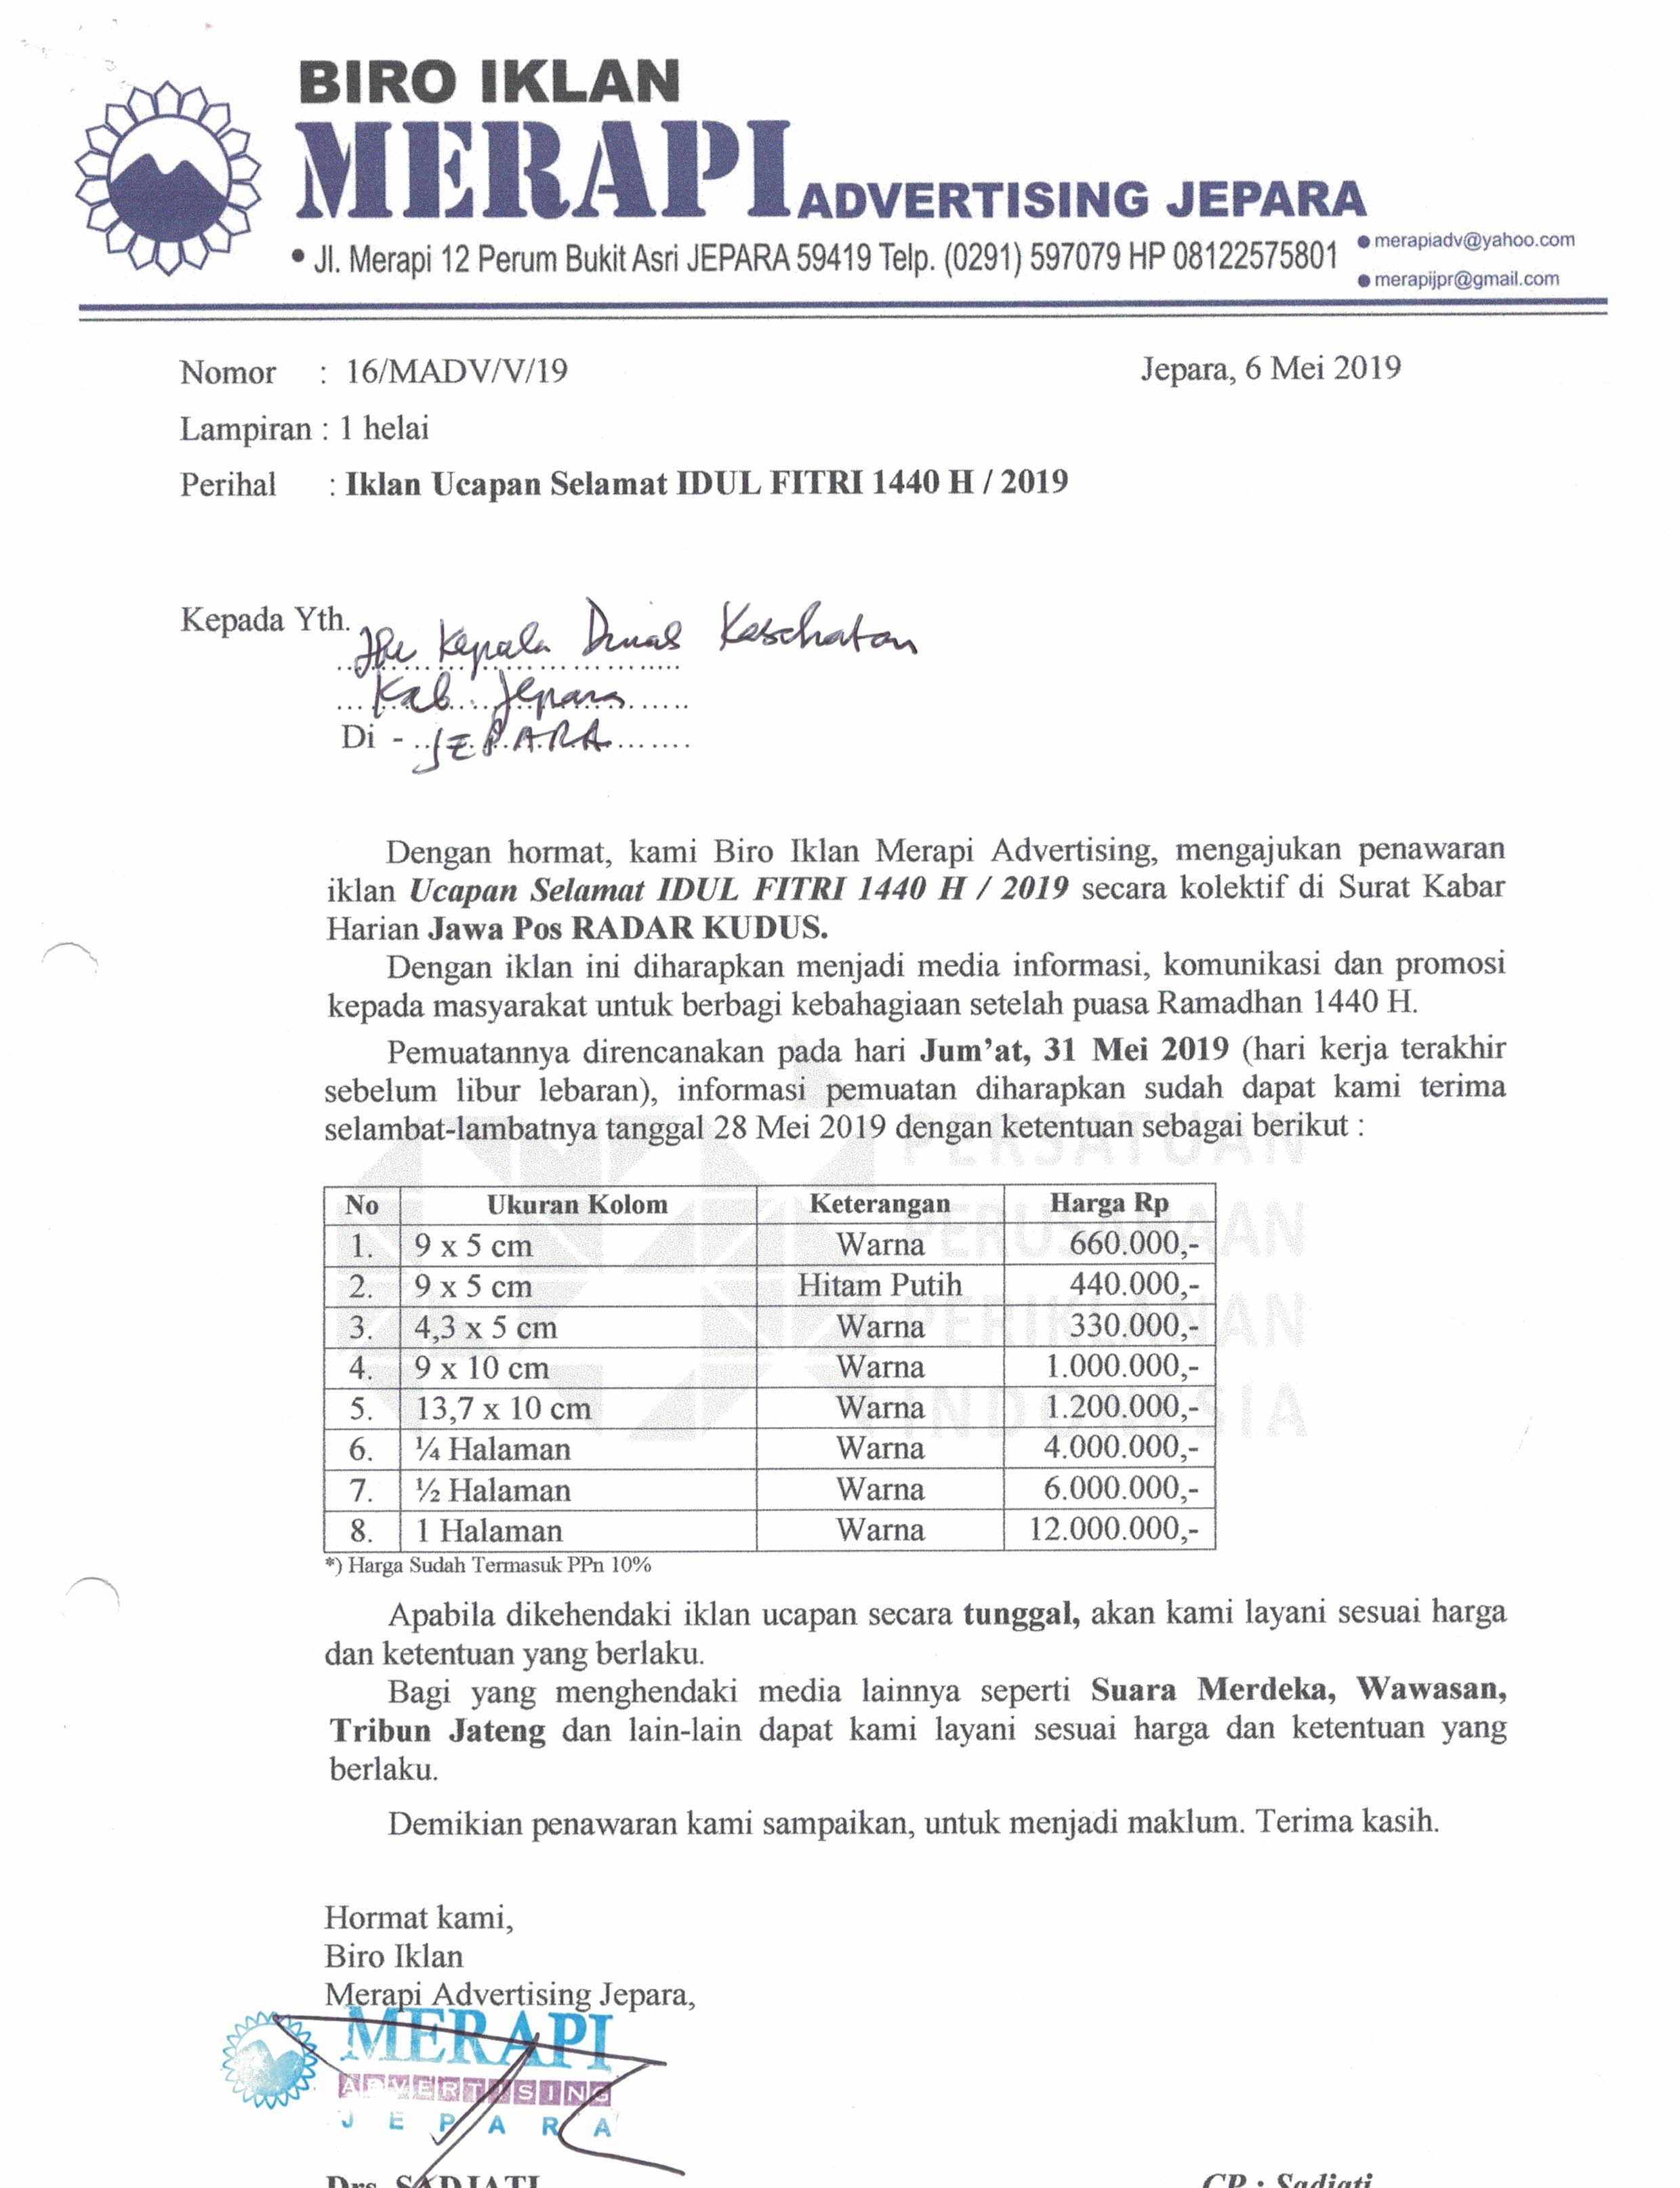 BIRO IKLAN
MERAPI ADVERTISING JEPARA
• Jl. Merapi 12 Perum Bukit Asri JEPARA 59419 Telp. (0291) 597079 HP 08122575801
● merapiadv@yahoo.com
● merapijpr@gmail.com
Nomor : 16/MADV/V/19
Jepara, 6 Mei 2019
Lampiran : 1 helai
Perihal : Iklan Ucapan Selamat IDUL FITRI 1440 H / 2019
Kepada Yth.
Kepala Dinas Kesehatan
Kab. Jepara
Di - JEPARA
Dengan hormat, kami Biro Iklan Merapi Advertising, mengajukan penawaran
iklan Ucapan Selamat IDUL FITRI 1440 H / 2019 secara kolektif di Surat Kabar
Harian Jawa Pos RADAR KUDUS.
Dengan iklan ini diharapkan menjadi media informasi, komunikasi dan promosi
kepada masyarakat untuk berbagi kebahagiaan setelah puasa Ramadhan 1440 H.
Pemuatannya direncanakan pada hari Jum'at, 31 Mei 2019 (hari kerja terakhir
sebelum libur lebaran), informasi pemuatan diharapkan sudah dapat kami terima
selambat-lambatnya tanggal 28 Mei 2019 dengan ketentuan sebagai berikut :
PERSATUAN
PERUSAHAAN
PERIKLANAN
INDONESIA
No Ukuran Kolom Keterangan Harga Rp
1. 9 x 5 cm Warna 660.000,-
2. 9 x 5 cm Hitam Putih 440.000,-
3. 4,3 x 5 cm Warna 330.000,-
4. 9 x 10 cm Warna 1.000.000,-
5. 13,7 x 10 cm Warna 1.200.000,-
6. ¼ Halaman Warna 4.000.000,-
7. ½ Halaman Warna 6.000.000,-
8. 1 Halaman Warna 12.000.000,-
*) Harga Sudah Termasuk PPn 10%
Apabila dikehendaki iklan ucapan secara tunggal, akan kami layani sesuai harga
dan ketentuan yang berlaku.
Bagi yang menghendaki media lainnya seperti Suara Merdeka, Wawasan,
Tribun Jateng dan lain-lain dapat kami layani sesuai harga dan ketentuan yang
berlaku.
Demikian penawaran kami sampaikan, untuk menjadi maklum. Terima kasih.
Hormat kami,
Biro Iklan
Merapi Advertising Jepara,
MERAPI
ADVERTISING
JEPARA
Drs. SADJATI
CP : Sadjati